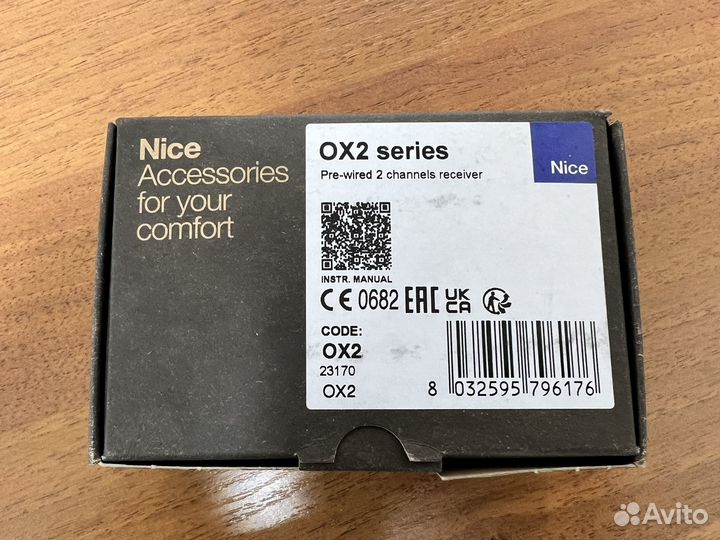 Nice
Accessories
for your
comfort
OX2 series
Pre-wired 2 channels receiver
Nice
INSTR. MANUAL
CE 0682 EAC UK CA
CODE:
OX2
23170
OX2
8 032595 796176
Avito